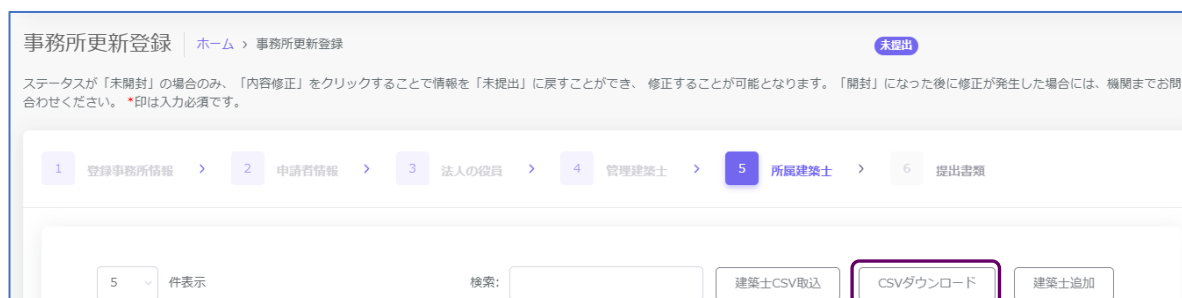 事務所更新登録 ホーム > 事務所更新登録 未提出
ステータスが「未開封」の場合のみ、「内容修正」をクリックすることで情報を「未提出」に戻すことができ、 修正することが可能となります。「開封」になった後に修正が発生した場合には、機関までお問
合わせください。 *印は入力必須です。
1 登録事務所情報 > 2 申請者情報 > 3 法人の役員 > 4 管理建築士 > 5 所属建築士 > 6 提出書類
5 件表示 検索: 建築士CSV取込 CSVダウンロード 建築士追加